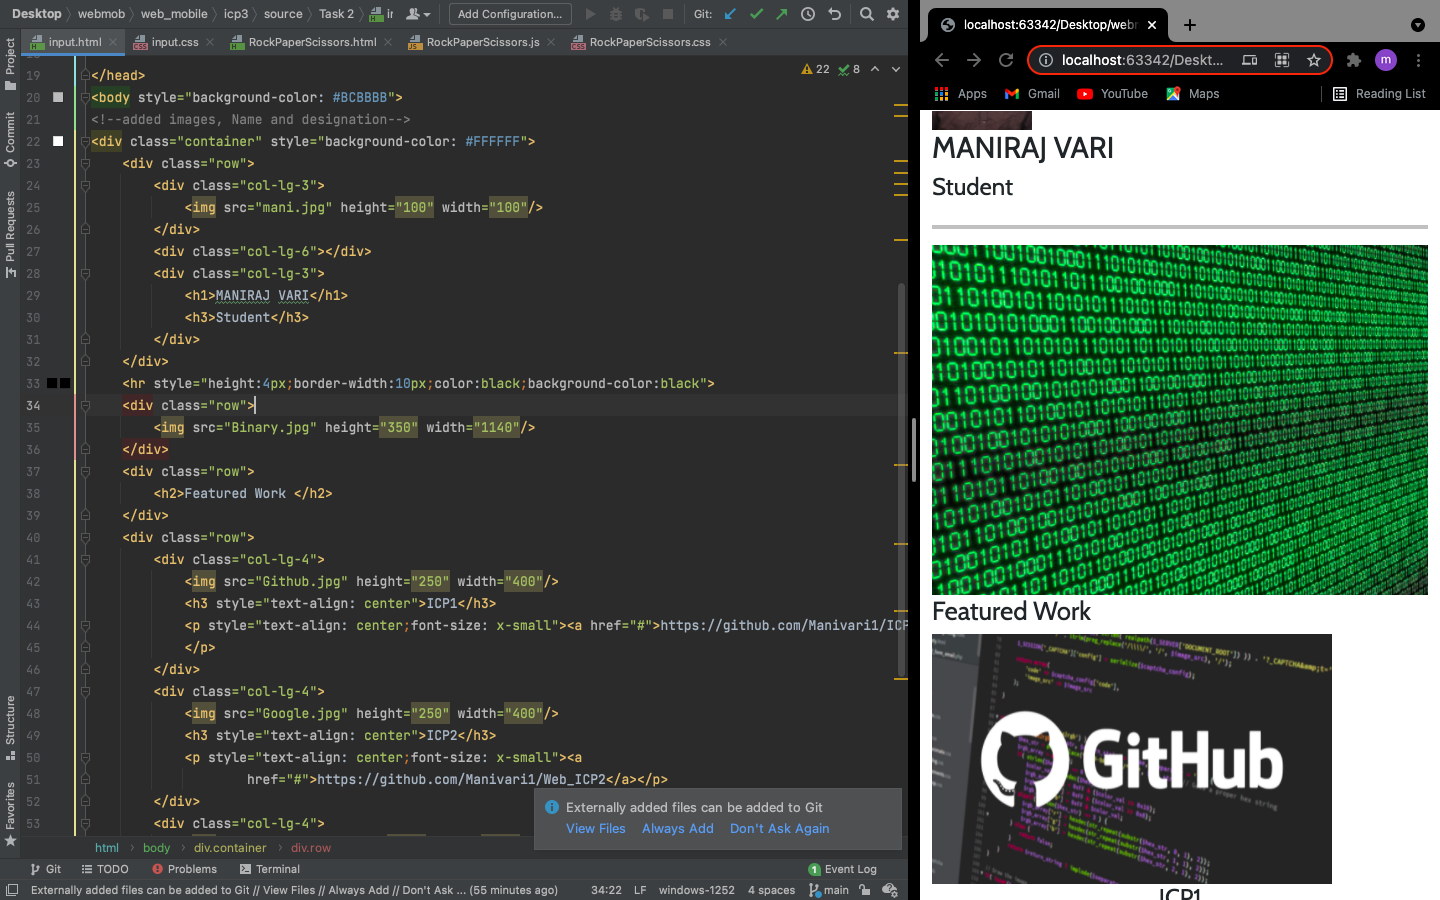 Desktop › webmob › web_mobile › icp3 › source › Task 2 › Add Configuration... Git:
input.html input.css RockPaperScissors.html RockPaperScissors.js RockPaperScissors.css
Project
Commit
Pull Requests
Structure
Favorites
22 8
19 </head>
20 <body style="background-color: #BCBBBB">
21 <!--added images, Name and designation-->
22 <div class="container" style="background-color: #FFFFFF">
23 <div class="row">
24 <div class="col-lg-3">
25 <img src="mani.jpg" height="100" width="100"/>
26 </div>
27 <div class="col-lg-6"></div>
28 <div class="col-lg-3">
29 <h1>MANIRAJ VARI</h1>
30 <h3>Student</h3>
31 </div>
32 </div>
33 <hr style="height:4px;border-width:10px;color:black;background-color:black">
34 <div class="row">
35 <img src="Binary.jpg" height="350" width="1140"/>
36 </div>
37 <div class="row">
38 <h2>Featured Work </h2>
39 </div>
40 <div class="row">
41 <div class="col-lg-4">
42 <img src="Github.jpg" height="250" width="400"/>
43 <h3 style="text-align: center">ICP1</h3>
44 <p style="text-align: center;font-size: x-small"><a href="#">https://github.com/Manivari1/ICP
45 </p>
46 </div>
47 <div class="col-lg-4">
48 <img src="Google.jpg" height="250" width="400"/>
49 <h3 style="text-align: center">ICP2</h3>
50 <p style="text-align: center;font-size: x-small"><a
51 href="#">https://github.com/Manivari1/Web_ICP2</a></p>
52 </div>
53 <div class="col-lg-4">
Externally added files can be added to Git
View Files Always Add Don't Ask Again
html › body › div.container › div.row
Git TODO Problems Terminal 1 Event Log
Externally added files can be added to Git // View Files // Always Add // Don't Ask ... (55 minutes ago) 34:22 LF windows-1252 4 spaces main
localhost:63342/Desktop/webm
localhost:63342/Deskt... m
Apps Gmail YouTube Maps Reading List
MANIRAJ VARI
Student
Featured Work
GitHub
ICP1